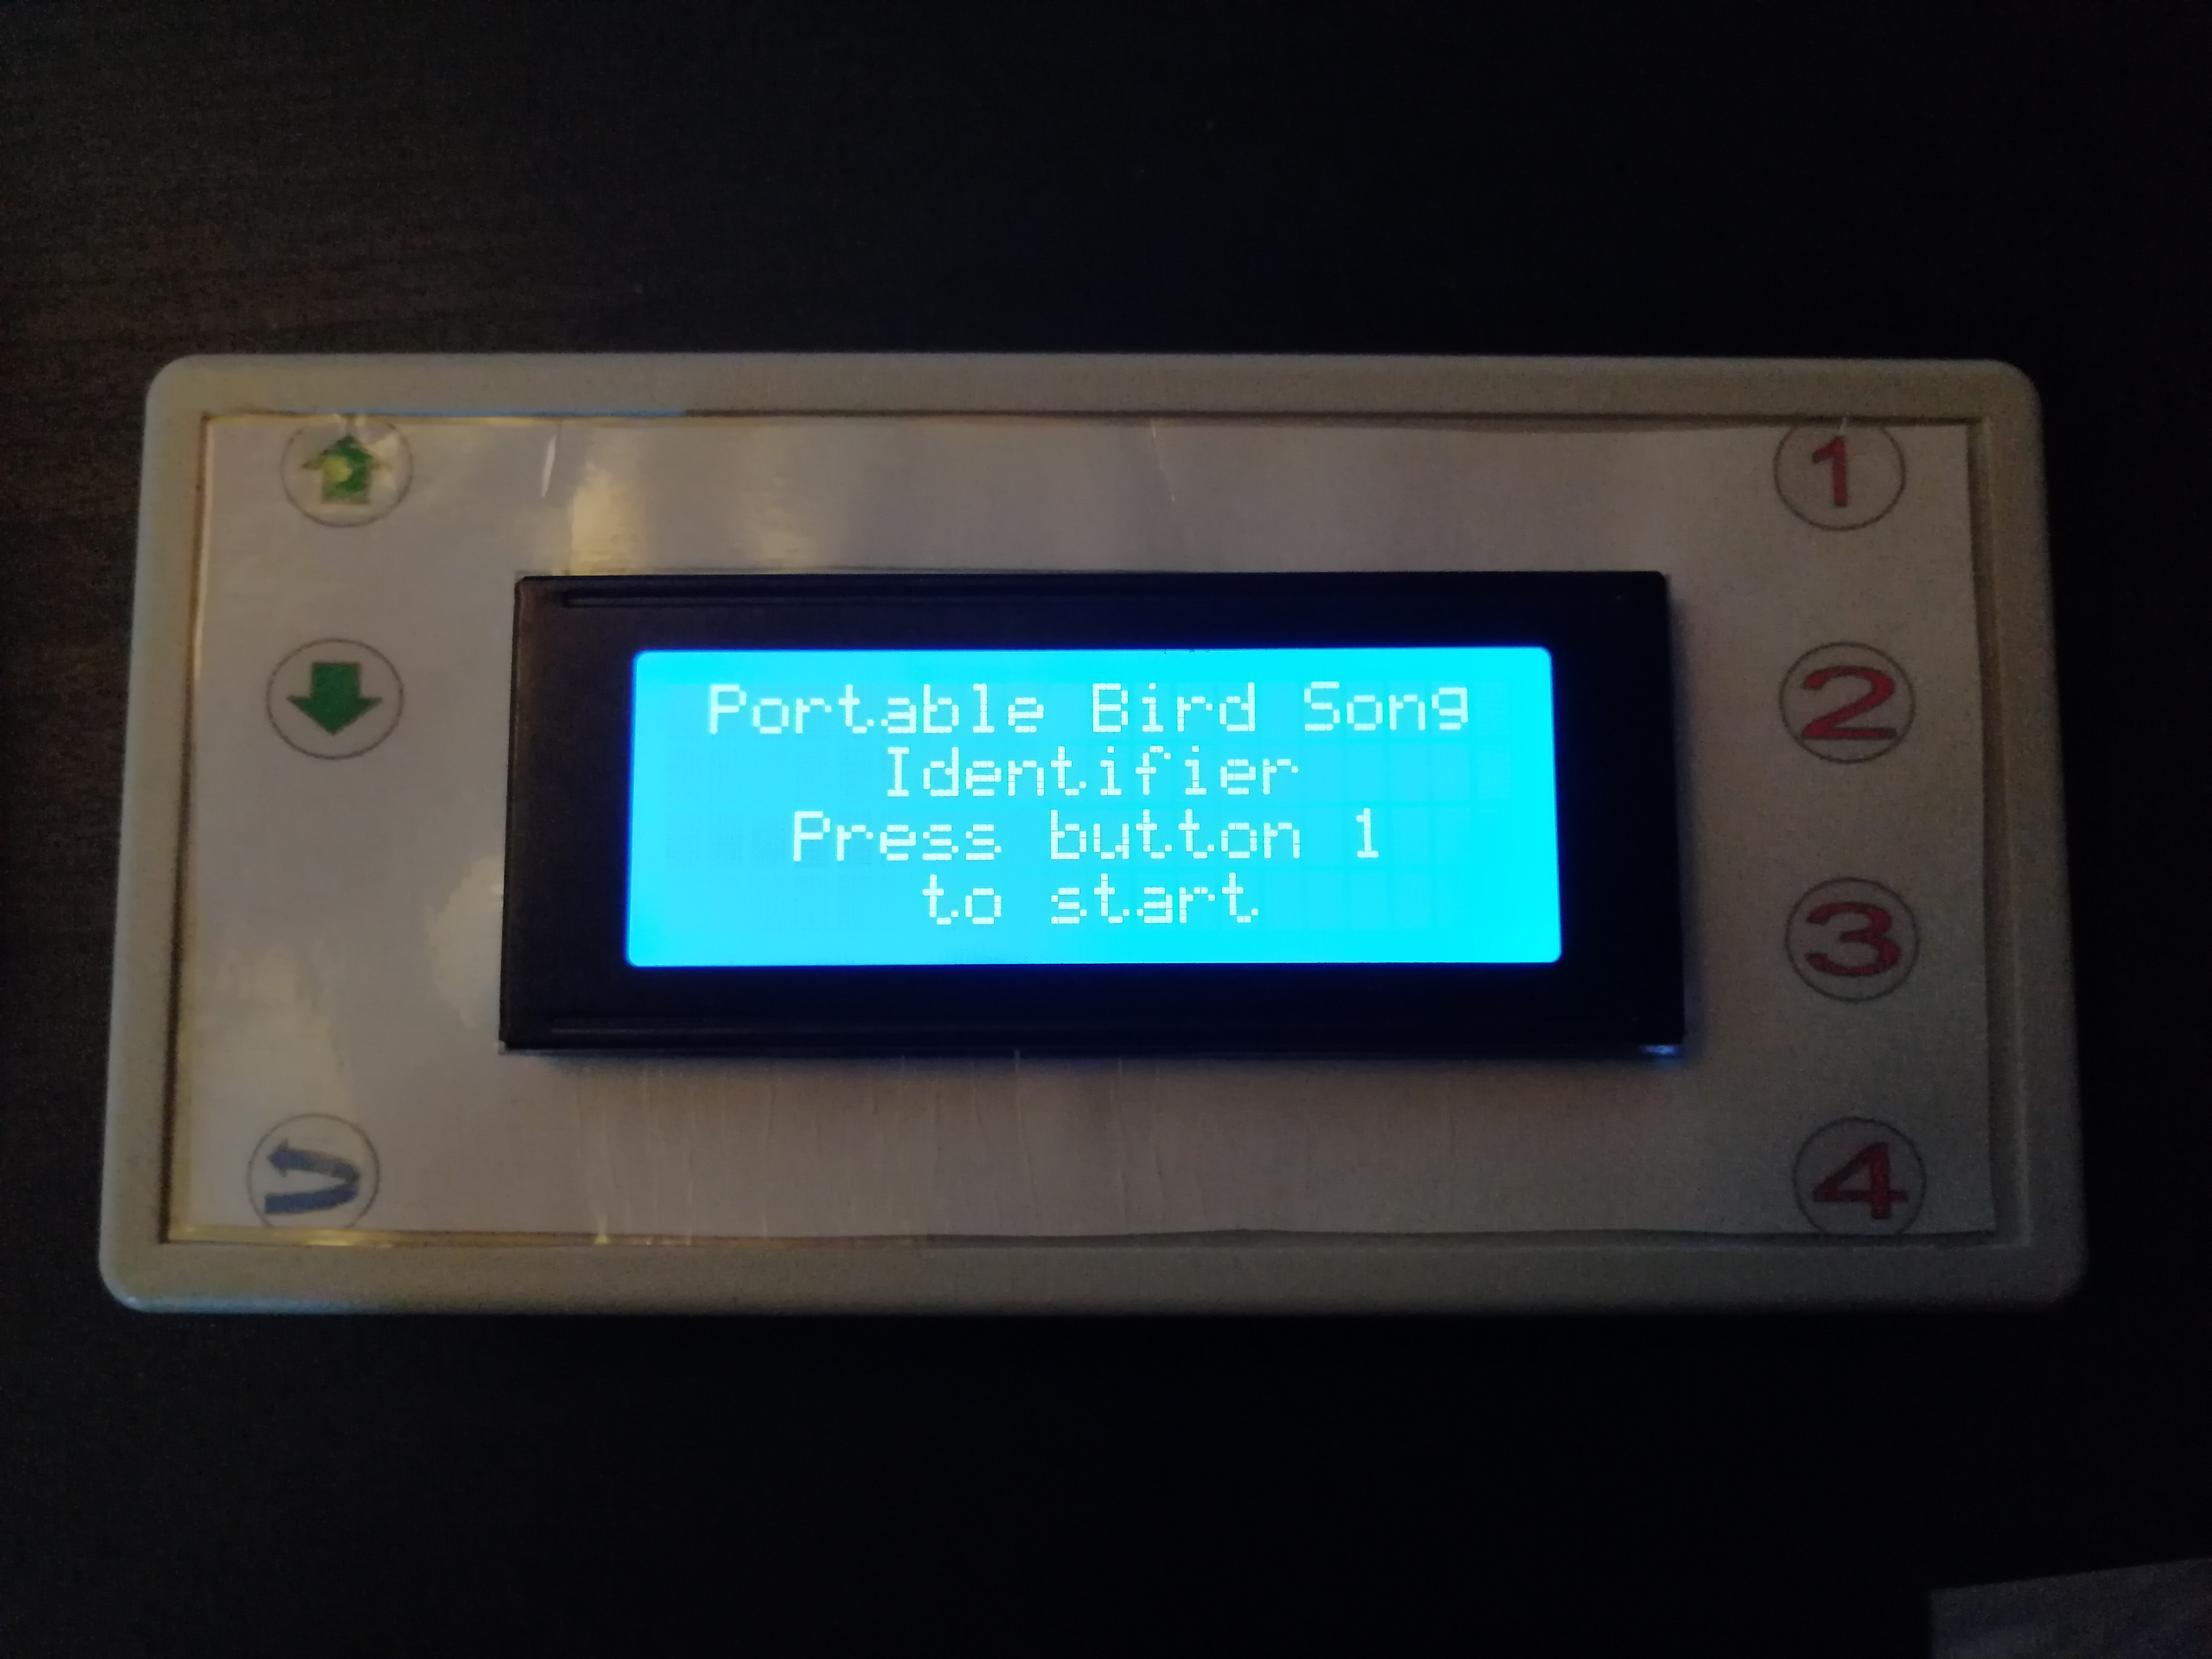 Portable Bird Song
Identifier
Press button 1
to start
1
2
3
4